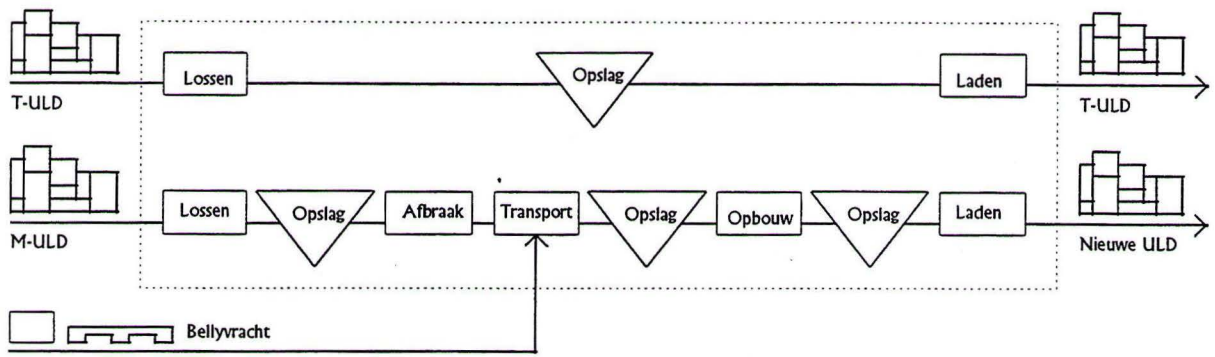 Lossen
Opslag
Laden
T-ULD
T-ULD
Lossen
Opslag
Afbraak
Transport
Opslag
Opbouw
Opslag
Laden
M-ULD
Nieuwe ULD
Bellyvracht